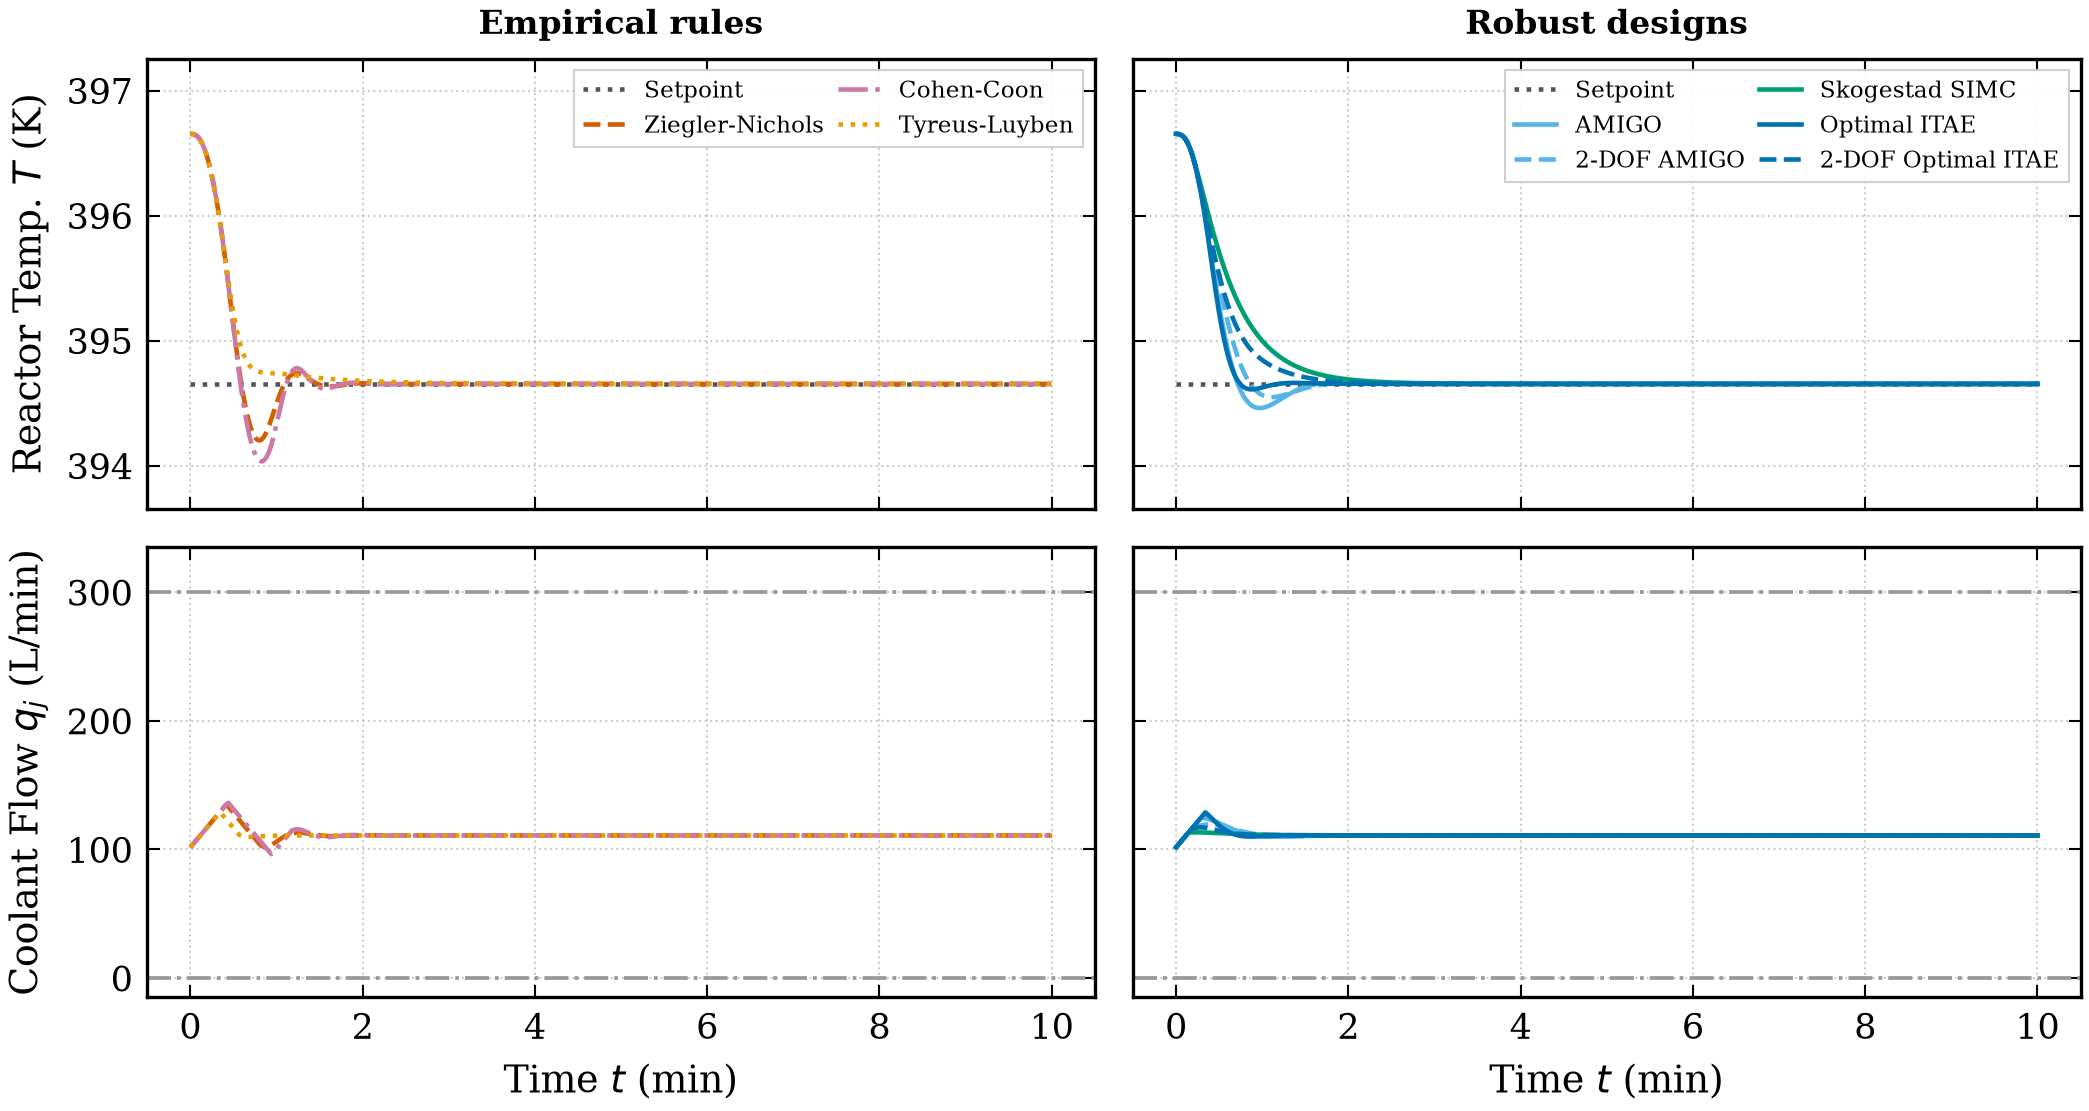 Empirical rules
Robust designs
Reactor Temp. T (K)
397
396
395
394
Setpoint
Ziegler-Nichols
Cohen-Coon
Tyreus-Luyben
Setpoint
AMIGO
2-DOF AMIGO
Skogestad SIMC
Optimal ITAE
2-DOF Optimal ITAE
Coolant Flow qj (L/min)
300
200
100
0
0 2 4 6 8 10
Time t (min)
0 2 4 6 8 10
Time t (min)